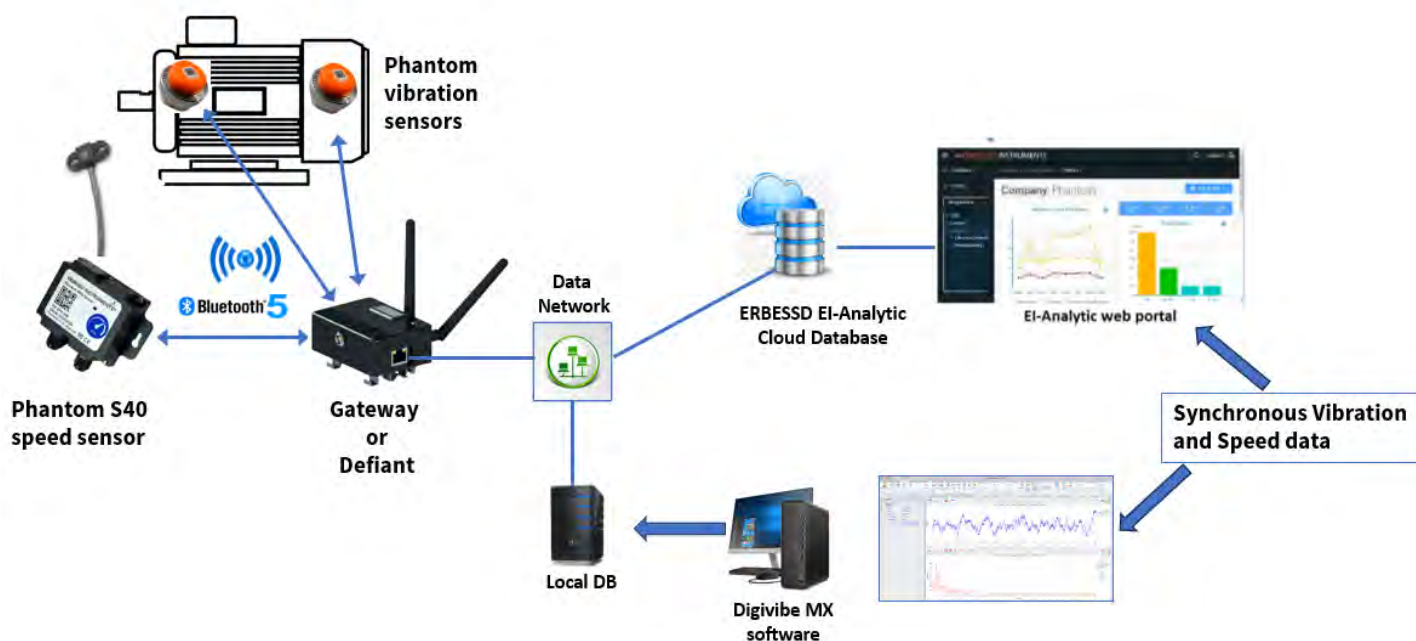 Phantom
vibration
sensors
Bluetooth 5
Phantom S40
speed sensor
Gateway
or
Defiant
Data
Network
ERBESSD EI-Analytic
Cloud Database
INSTRUMENTS
Company Phantom
EI-Analytic web portal
Synchronous Vibration
and Speed data
Local DB
Digivibe MX
software